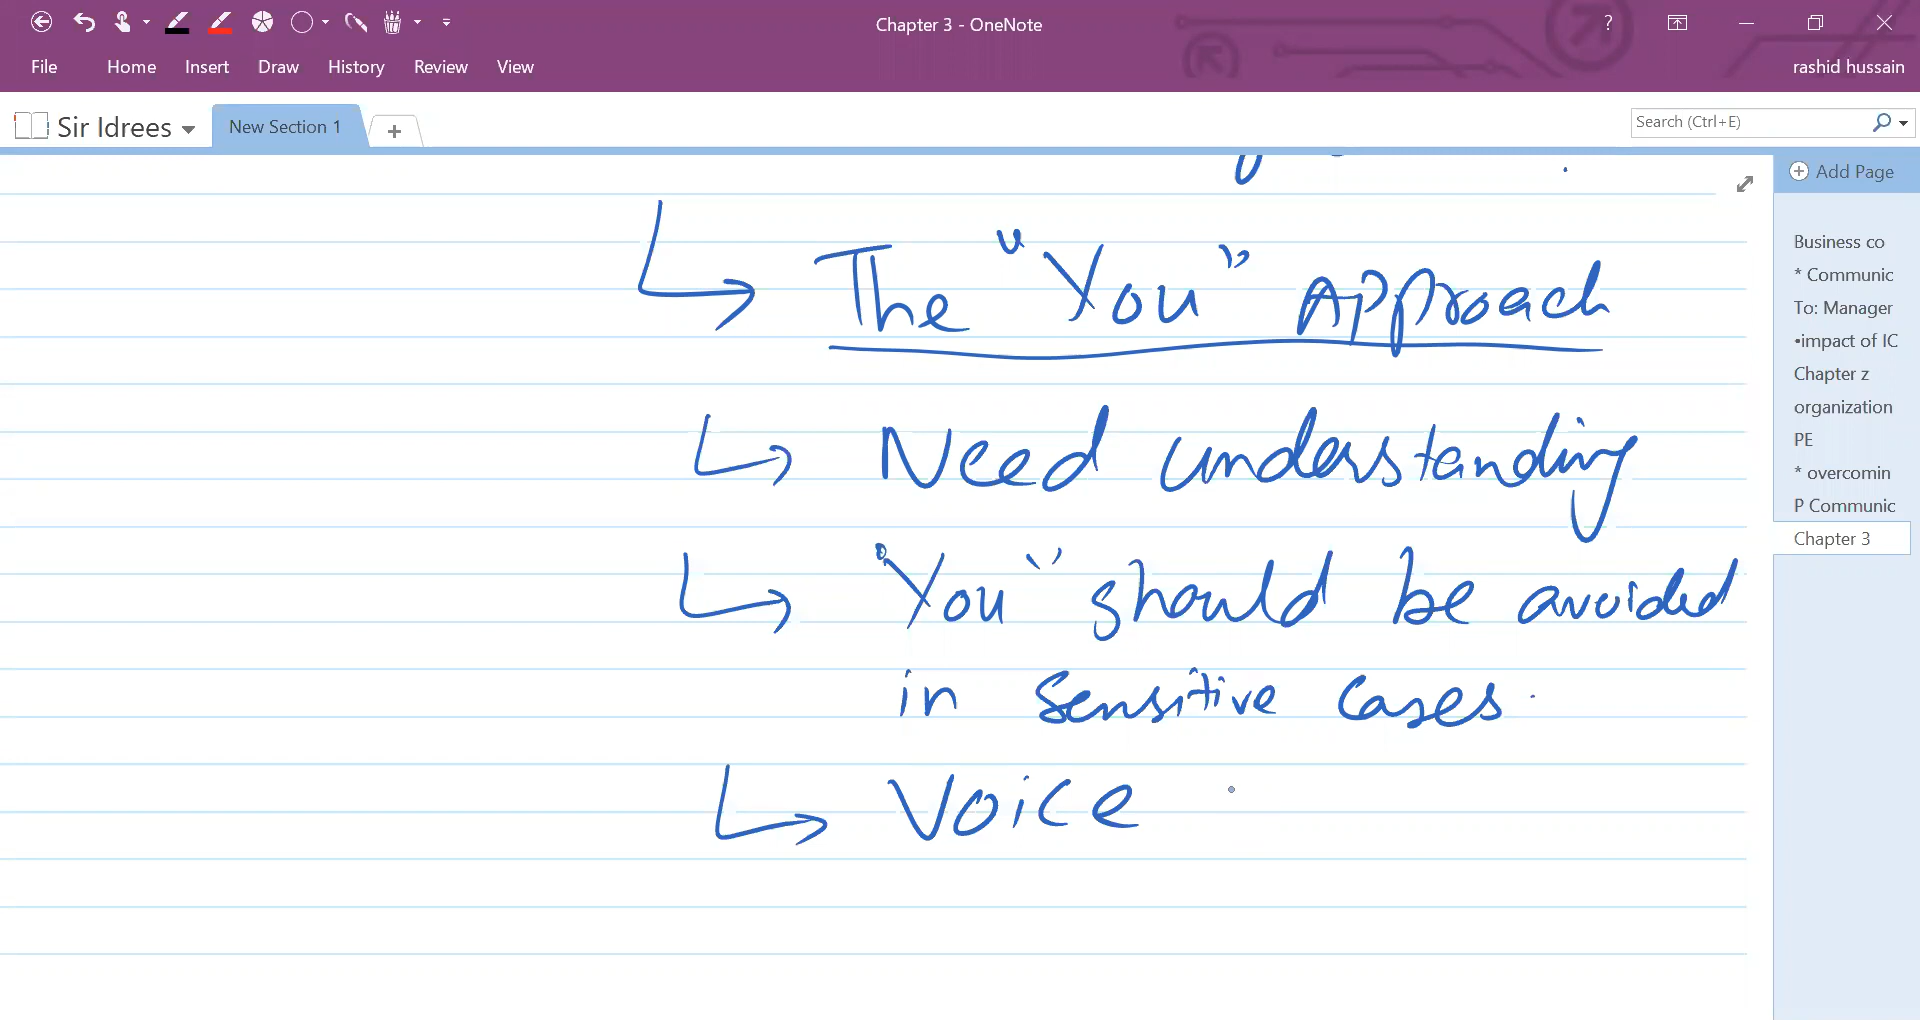 Chapter 3 - OneNote
?
File Home Insert Draw History Review View
rashid hussain
Sir Idrees
New Section 1
+
Search (Ctrl+E)
Add Page
The "You" Approach
Need understanding
"You" should be avoided
in sensitive cases.
Voice
Business co
* Communic
To: Manager
•impact of IC
Chapter z
organization
PE
* overcomin
P Communic
Chapter 3